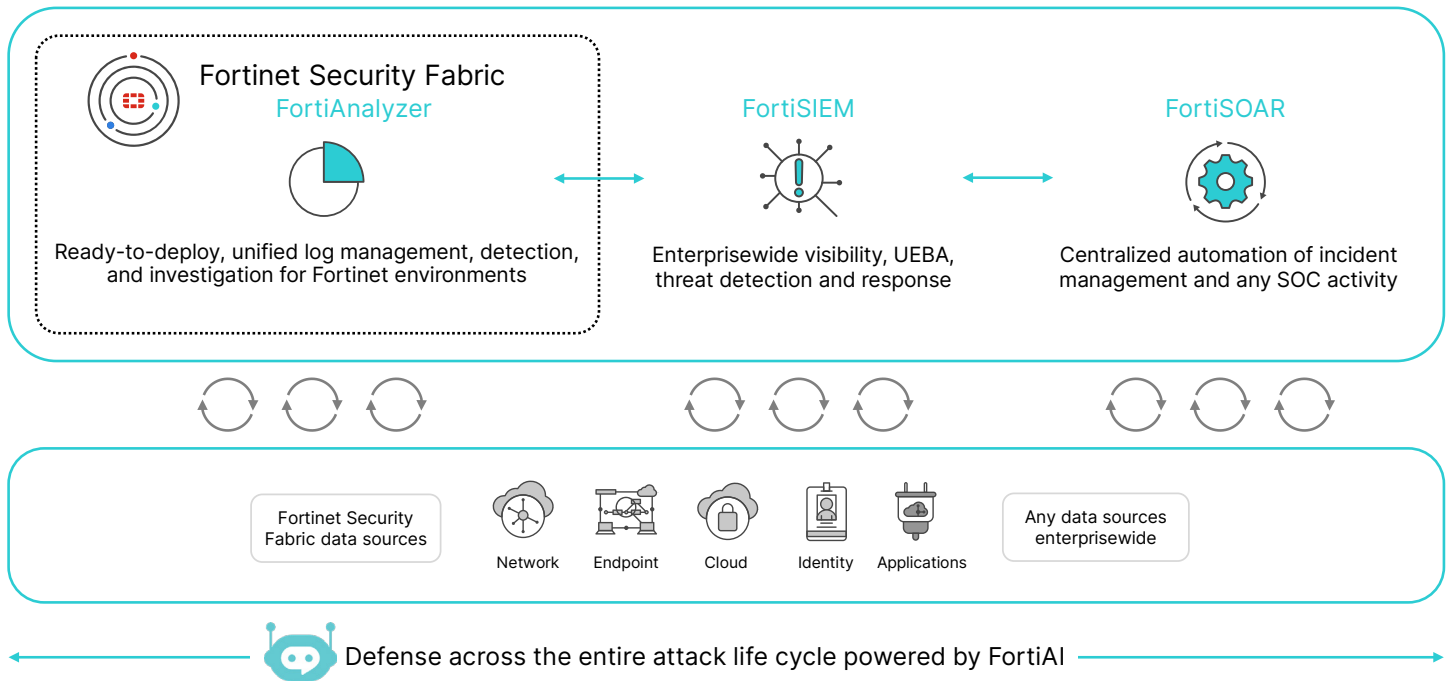 Fortinet Security Fabric
FortiAnalyzer
Ready-to-deploy, unified log management, detection,
and investigation for Fortinet environments
FortiSIEM
Enterprisewide visibility, UEBA,
threat detection and response
FortiSOAR
Centralized automation of incident
management and any SOC activity
Fortinet Security
Fabric data sources
Network
Endpoint
Cloud
Identity
Applications
Any data sources
enterprisewide
Defense across the entire attack life cycle powered by FortiAI